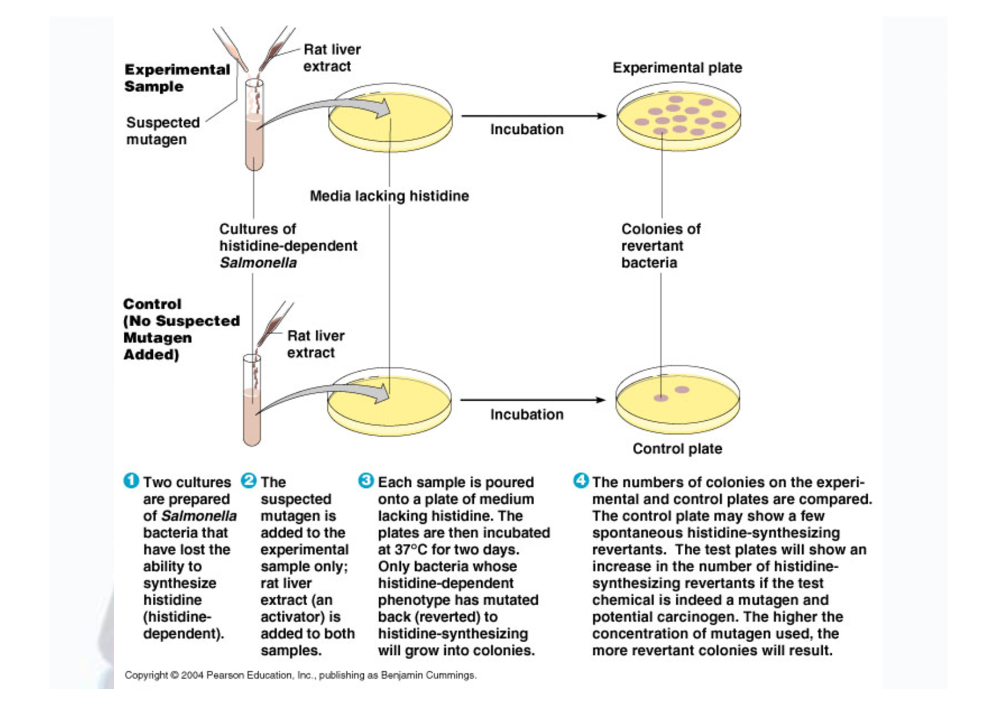 Rat liver
extract
Experimental
Sample
Suspected
mutagen
Experimental plate
Incubation
Media lacking histidine
Cultures of
histidine-dependent
Salmonella
Colonies of
revertant
bacteria
Control
(No Suspected
Mutagen
Added)
Rat liver
extract
Incubation
Control plate
1 Two cultures
are prepared
of Salmonella
bacteria that
have lost the
ability to
synthesize
histidine
(histidine-
dependent).
2 The
suspected
mutagen is
added to the
experimental
sample only;
rat liver
extract (an
activator) is
added to both
samples.
3 Each sample is poured
onto a plate of medium
lacking histidine. The
plates are then incubated
at 37°C for two days.
Only bacteria whose
histidine-dependent
phenotype has mutated
back (reverted) to
histidine-synthesizing
will grow into colonies.
4 The numbers of colonies on the experi-
mental and control plates are compared.
The control plate may show a few
spontaneous histidine-synthesizing
revertants. The test plates will show an
increase in the number of histidine-
synthesizing revertants if the test
chemical is indeed a mutagen and
potential carcinogen. The higher the
concentration of mutagen used, the
more revertant colonies will result.
Copyright © 2004 Pearson Education, Inc., publishing as Benjamin Cummings.